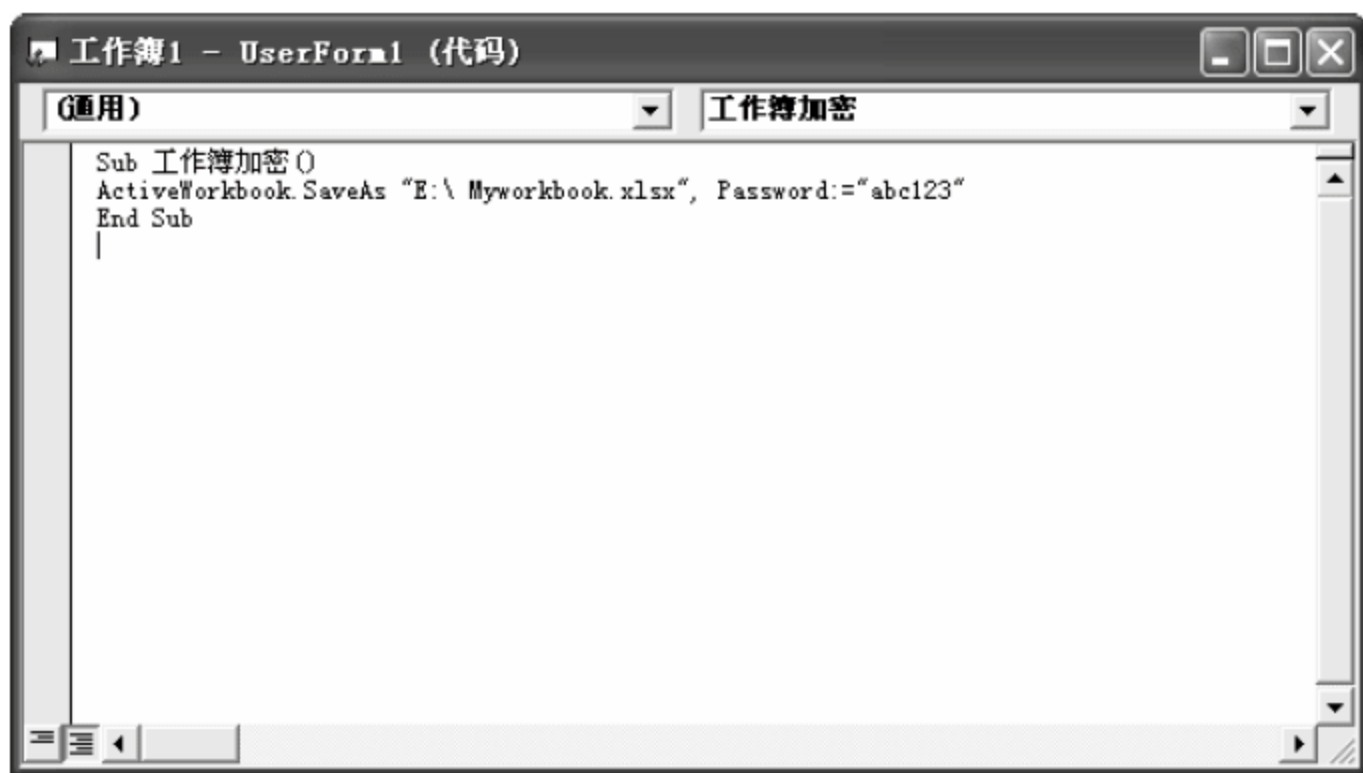 工作簿1 - UserForm1 (代码)
(通用) 工作簿加密
Sub 工作簿加密()
ActiveWorkbook.SaveAs "E:\ Myworkbook.xlsx", Password:="abc123"
End Sub